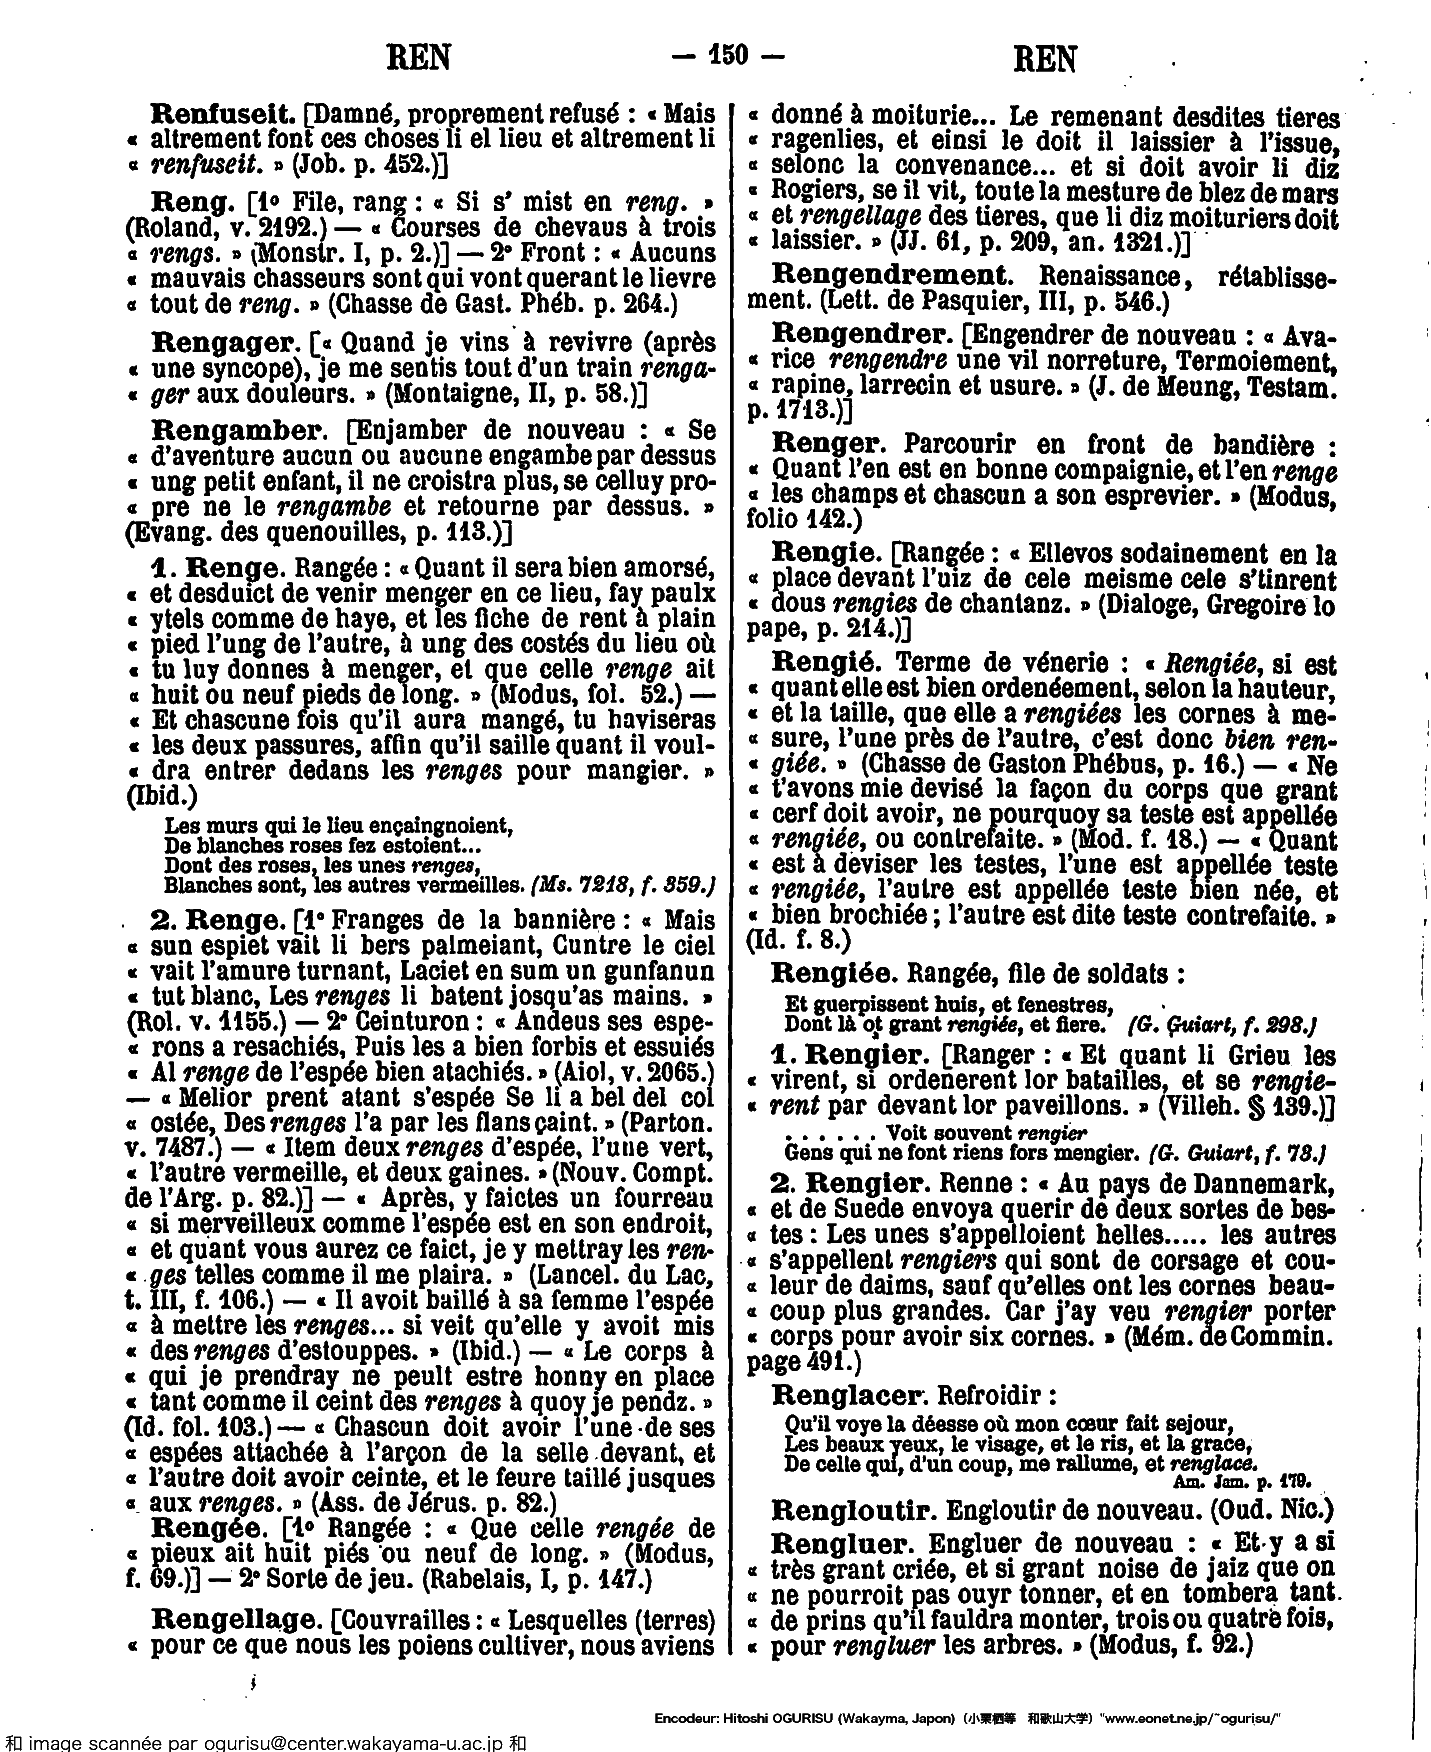 REN
— 150 —
REN
Renfuseit. [Damné, proprement refusé : « Mais
« altrement font ces choses li el lieu et altrement li
« renfuseit. » (Job. p. 452.)]
Reng. [1º File, rang : « Si s' mist en reng. »
(Roland, v. 2192.) — « Courses de chevaus à trois
« rengs. » (Monstr. I, p. 2.)] — 2º Front : « Aucuns
« mauvais chasseurs sont qui vont querant le lievre
« tout de reng. » (Chasse de Gast. Phéb. p. 264.)
Rengager. [« Quand je vins à revivre (après
« une syncope), je me sentis tout d'un train renga-
« ger aux douleurs. » (Montaigne, II, p. 58.)]
Rengamber. [Enjamber de nouveau : « Se
« d'aventure aucun ou aucune engambe par dessus
« ung petit enfant, il ne croistra plus, se celluy pro-
« pre ne le rengambe et retourne par dessus. »
(Evang. des quenouilles, p. 113.)]
1. Renge. Rangée : « Quant il sera bien amorsé,
« et desduict de venir menger en ce lieu, fay paulx
« ytels comme de haye, et les fiche de rent à plain
« pied l'ung de l'autre, à ung des costés du lieu où
« tu luy donnes à menger, et que celle renge ait
« huit ou neuf pieds de long. » (Modus, fol. 52.) —
« Et chascune fois qu'il aura mangé, tu haviseras
« les deux passures, affin qu'il saille quant il voul-
« dra entrer dedans les renges pour mangier. »
(Ibid.)
Les murs qui le lieu ençaingnoient,
De blanches roses fez estoient...
Dont des roses, les unes renges,
Blanches sont, les autres vermeilles. (Ms. 7218, f. 359.)
2. Renge. [1º Franges de la bannière : « Mais
« sun espiet vait li bers palmeiant, Cuntre le ciel
« vait l'amure turnant, Laciet en sum un gunfanun
« tut blanc, Les renges li batent josqu'as mains. »
(Rol. v. 1155.) — 2º Ceinturon : « Andeus ses espe-
« rons a resachiés, Puis les a bien forbis et essuiés
« Al renge de l'espée bien atachiés. » (Aiol, v. 2065.)
— « Melior prent atant s'espée Se li a bel del col
« ostée, Des renges l'a par les flans çaint. » (Parton.
v. 7487.) — « Item deux renges d'espée, l'une vert,
« l'autre vermeille, et deux gaines. » (Nouv. Compt.
de l'Arg. p. 82.)] — « Après, y faictes un fourreau
« si merveilleux comme l'espée est en son endroit,
« et quant vous aurez ce faict, je y mettray les ren-
« ges telles comme il me plaira. » (Lancel. du Lac,
t. III, f. 106.) — « Il avoit baillé à sa femme l'espée
« à mettre les renges... si veit qu'elle y avoit mis
« des renges d'estouppes. » (Ibid.) — « Le corps à
« qui je prendray ne peult estre honny en place
« tant comme il ceint des renges à quoy je pendz. »
(Id. fol. 103.) — « Chascun doit avoir l'une de ses
« espées attachée à l'arçon de la selle devant, et
« l'autre doit avoir ceinte, et le feure taillé jusques
« aux renges. » (Ass. de Jérus. p. 82.)
Rengée. [1º Rangée : « Que celle rengée de
« pieux ait huit piés ou neuf de long. » (Modus,
f. 69.)] — 2º Sorte de jeu. (Rabelais, I, p. 147.)
Rengellage. [Couvrailles : « Lesquelles (terres)
« pour ce que nous les poiens cultiver, nous aviens
« donné à moiturie... Le remenant desdites tieres
« ragenlies, et einsi le doit il laissier à l'issue,
« selonc la convenance... et si doit avoir li diz
« Rogiers, se il vit, toute la mesture de blez de mars
« et rengellage des tieres, que li diz moituriers doit
« laissier. » (JJ. 61, p. 209, an. 1321.)]
Rengendrement. Renaissance, rétablisse-
ment. (Lett. de Pasquier, III, p. 546.)
Rengendrer. [Engendrer de nouveau : « Ava-
« rice rengendre une vil norreture, Termoiement,
« rapine, larrecin et usure. » (J. de Meung, Testam.
p. 1713.)]
Renger. Parcourir en front de bandière :
« Quant l'en est en bonne compaignie, et l'en renge
« les champs et chascun a son esprevier. » (Modus,
folio 142.)
Rengie. [Rangée : « Ellevos sodainement en la
« place devant l'uiz de cele meisme cele s'tinrent
« dous rengies de chantanz. » (Dialoge, Gregoire lo
pape, p. 214.)]
Rengié. Terme de vénerie : « Rengiée, si est
« quant elle est bien ordenéement, selon la hauteur,
« et la taille, que elle a rengiées les cornes à me-
« sure, l'une près de l'autre, c'est donc bien ren-
« giée. » (Chasse de Gaston Phébus, p. 16.) — « Ne
« t'avons mie devisé la façon du corps que grant
« cerf doit avoir, ne pourquoy sa teste est appellée
« rengiée, ou contrefaite. » (Mod. f. 18.) — « Quant
« est à deviser les testes, l'une est appellée teste
« rengiée, l'autre est appellée teste bien née, et
« bien brochiée ; l'autre est dite teste contrefaite. »
(Id. f. 8.)
Rengiée. Rangée, file de soldats :
Et guerpissent huis, et fenestres,
Dont là ot grant rengiée, et fiere. (G. Guiart, f. 298.)
1. Rengier. [Ranger : « Et quant li Grieu les
« virent, si ordenerent lor batailles, et se rengie-
« rent par devant lor paveillons. » (Villeh. § 139.)]
. . . . . . Voit souvent rengier
Gens qui ne font riens fors mengier. (G. Guiart, f. 73.)
2. Rengier. Renne : « Au pays de Dannemark,
« et de Suede envoya querir de deux sortes de bes-
« tes : Les unes s'appelloient helles..... les autres
« s'appellent rengiers qui sont de corsage et cou-
« leur de daims, sauf qu'elles ont les cornes beau-
« coup plus grandes. Car j'ay veu rengier porter
« corps pour avoir six cornes. » (Mém. de Commin.
page 491.)
Renglacer. Refroidir :
Qu'il voye la déesse où mon cœur fait sejour,
Les beaux yeux, le visage, et le ris, et la grace,
De celle qui, d'un coup, me rallume, et renglace.
Am. Jam. p. 179.
Rengloutir. Engloutir de nouveau. (Oud. Nic.)
Rengluer. Engluer de nouveau : « Et y a si
« très grant criée, et si grant noise de jaiz que on
« ne pourroit pas ouyr tonner, et en tombera tant
« de prins qu'il fauldra monter, trois ou quatre fois,
« pour rengluer les arbres. » (Modus, f. 92.)
Encodeur: Hitoshi OGURISU (Wakayma, Japon) (小栗栖等 和歌山大学) "www.eonet.ne.jp/~ogurisu/"
和 image scannée par ogurisu@center.wakayama-u.ac.jp 和